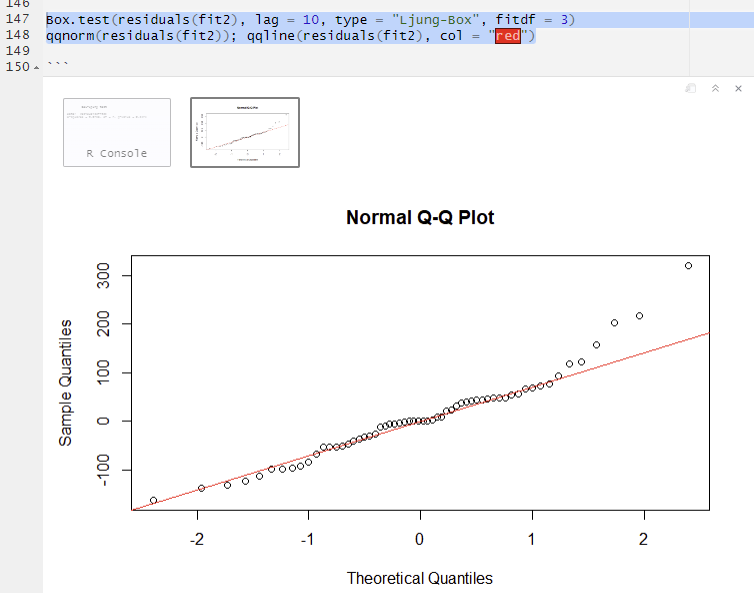 146
147 Box.test(residuals(fit2), lag = 10, type = "Ljung-Box", fitdf = 3)
148 qqnorm(residuals(fit2)); qqline(residuals(fit2), col = "red")
149
150 ```
R Console
Normal Q-Q Plot
Normal Q-Q Plot
Sample Quantiles
300
200
100
0
-100
-2 -1 0 1 2
Theoretical Quantiles